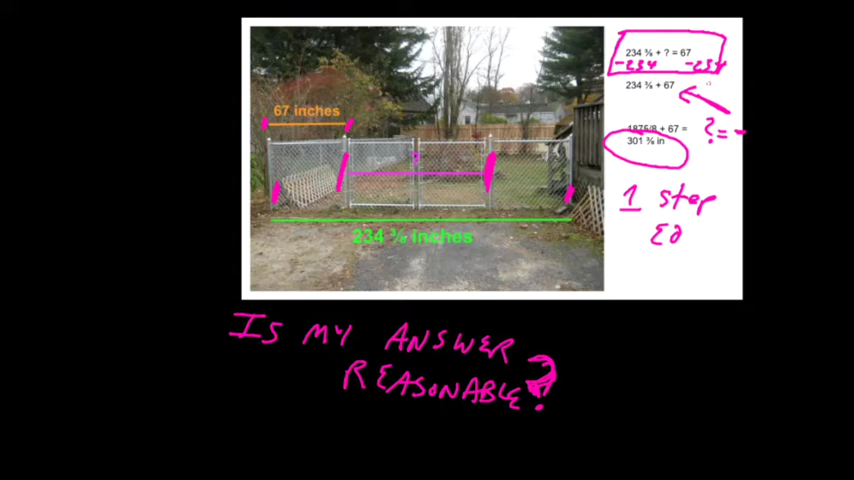 234 ⅜ + ? = 67
-234 -234
234 ⅜ + 67
67 inches
1875/8 + 67 =
? = -
301 ⅜ in
?
1 step
EQ
234 ⅜ inches
IS MY ANSWER
REASONABLE?